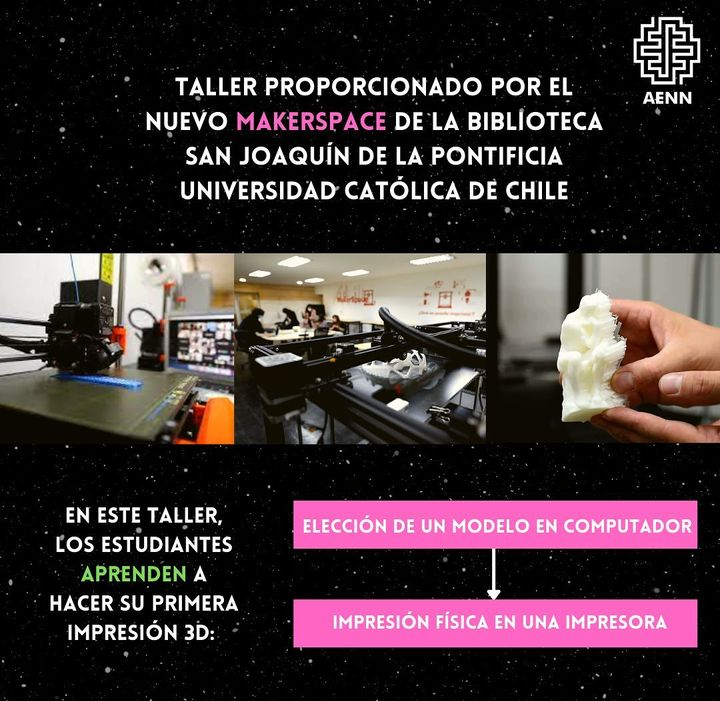 AENN
TALLER PROPORCIONADO POR EL
NUEVO MAKERSPACE DE LA BIBLIOTECA
SAN JOAQUÍN DE LA PONTIFICIA
UNIVERSIDAD CATÓLICA DE CHILE
MakerSpace
EN ESTE TALLER,
LOS ESTUDIANTES
APRENDEN A
HACER SU PRIMERA
IMPRESIÓN 3D:
ELECCIÓN DE UN MODELO EN COMPUTADOR
IMPRESIÓN FÍSICA EN UNA IMPRESORA